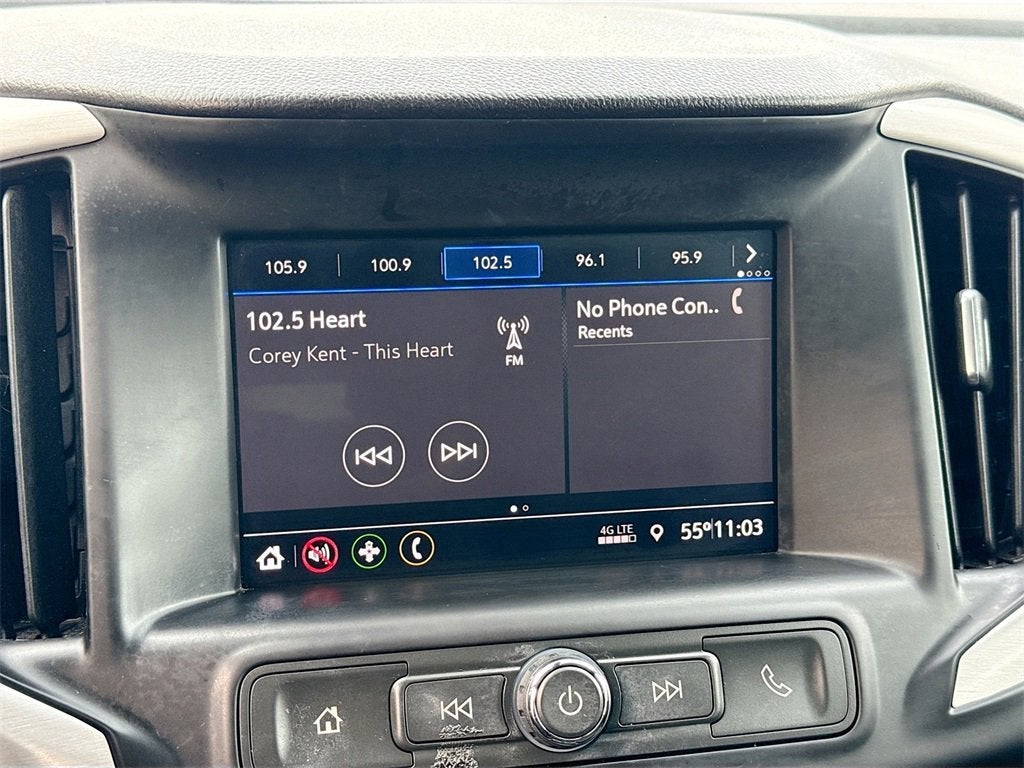 105.9 100.9 102.5 96.1 95.9
102.5 Heart
Corey Kent - This Heart
FM
No Phone Con..
Recents
4G LTE
55° 11:03